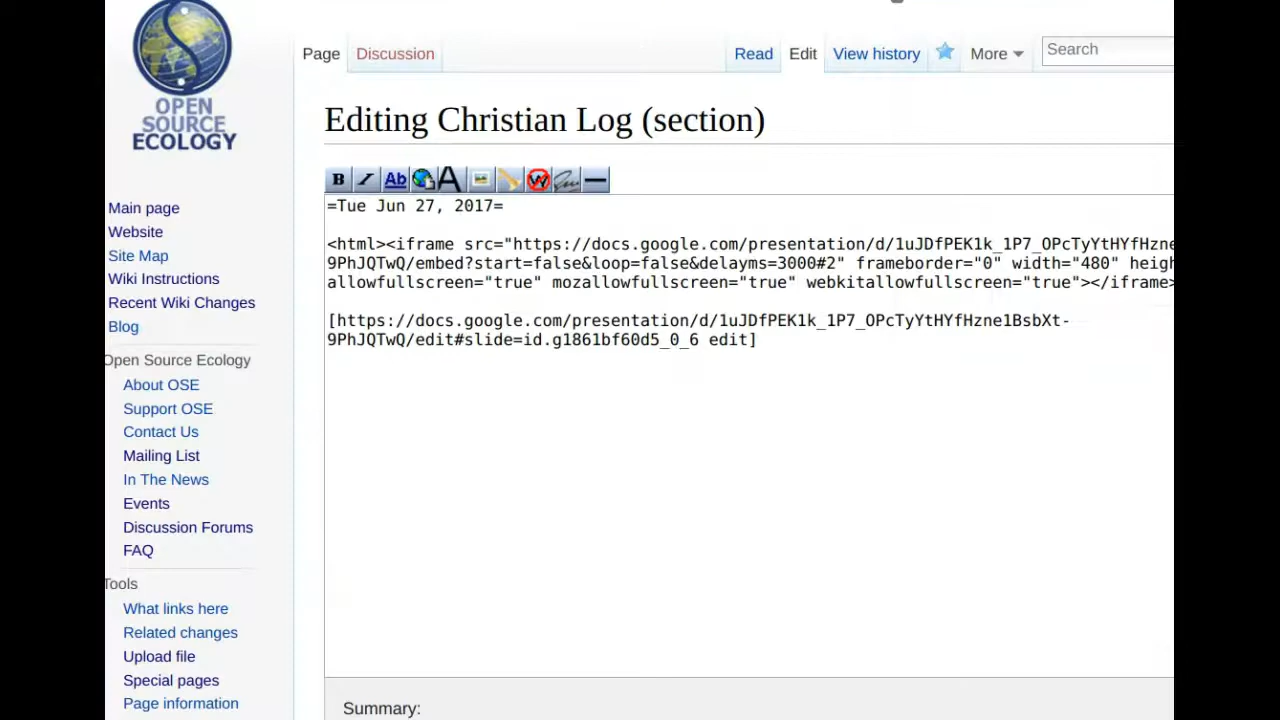 OPEN
SOURCE
ECOLOGY
Page
Discussion
Read
Edit
View history
More
Search
Editing Christian Log (section)
B I Ab A W
=Tue Jun 27, 2017=
<html><iframe src="https://docs.google.com/presentation/d/1uJDfPEK1k_1P7_OPcTyYtHYfHzne
9PhJQTwQ/embed?start=false&loop=false&delayms=3000#2" frameborder="0" width="480" heigh
allowfullscreen="true" mozallowfullscreen="true" webkitallowfullscreen="true"></iframe>
[https://docs.google.com/presentation/d/1uJDfPEK1k_1P7_OPcTyYtHYfHzne1BsbXt-
9PhJQTwQ/edit#slide=id.g1861bf60d5_0_6 edit]
Summary:
Main page
Website
Site Map
Wiki Instructions
Recent Wiki Changes
Blog
Open Source Ecology
About OSE
Support OSE
Contact Us
Mailing List
In The News
Events
Discussion Forums
FAQ
Tools
What links here
Related changes
Upload file
Special pages
Page information